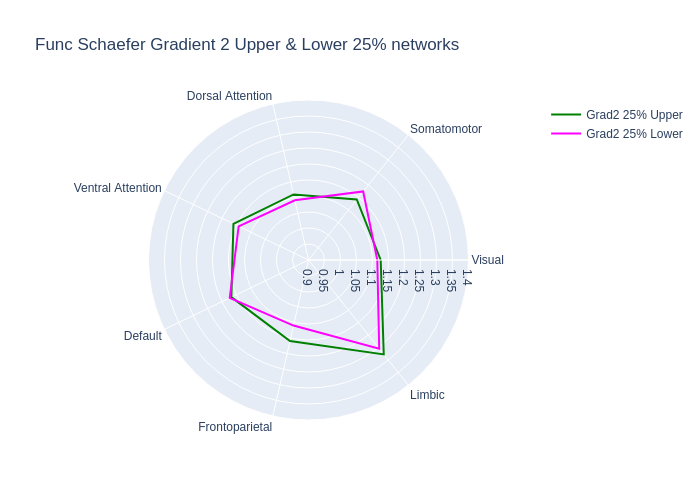 Func Schaefer Gradient 2 Upper & Lower 25% networks
Dorsal Attention
Somatomotor
Grad2 25% Upper
Grad2 25% Lower
Ventral Attention
Visual
0.9
0.95
1
1.05
1.1
1.15
1.2
1.25
1.3
1.35
1.4
Default
Limbic
Frontoparietal